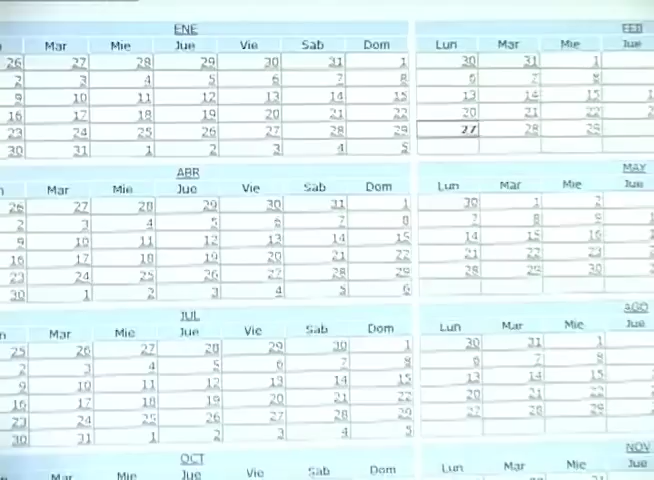 ENE FEB
Mar Mie Jue Vie Sab Dom Lun Mar Mie Jue
26 27 28 29 30 31 1 30 31 1
2 3 4 5 6 7 8 6 7 8
9 10 11 12 13 14 15 13 14 15
16 17 18 19 20 21 22 20 21 22
23 24 25 26 27 28 29 27 28 29
30 31 1 2 3 4 5
ABR MAY
Mar Mie Jue Vie Sab Dom Lun Mar Mie Jue
26 27 28 29 30 31 1 30 1 2
2 3 4 5 6 7 8 7 8 9
9 10 11 12 13 14 15 14 15 16
16 17 18 19 20 21 22 21 22 23
23 24 25 26 27 28 29 28 29 30
30 1 2 3 4 5 6
JUL AGO
Mar Mie Jue Vie Sab Dom Lun Mar Mie Jue
25 26 27 28 29 30 1 30 31 1
2 3 4 5 6 7 8 6 7 8
9 10 11 12 13 14 15 13 14 15
16 17 18 19 20 21 22 20 21 22
23 24 25 26 27 28 29 27 28 29
30 31 1 2 3 4 5
OCT NOV
Mar Mie Jue Vie Sab Dom Lun Mar Mie Jue